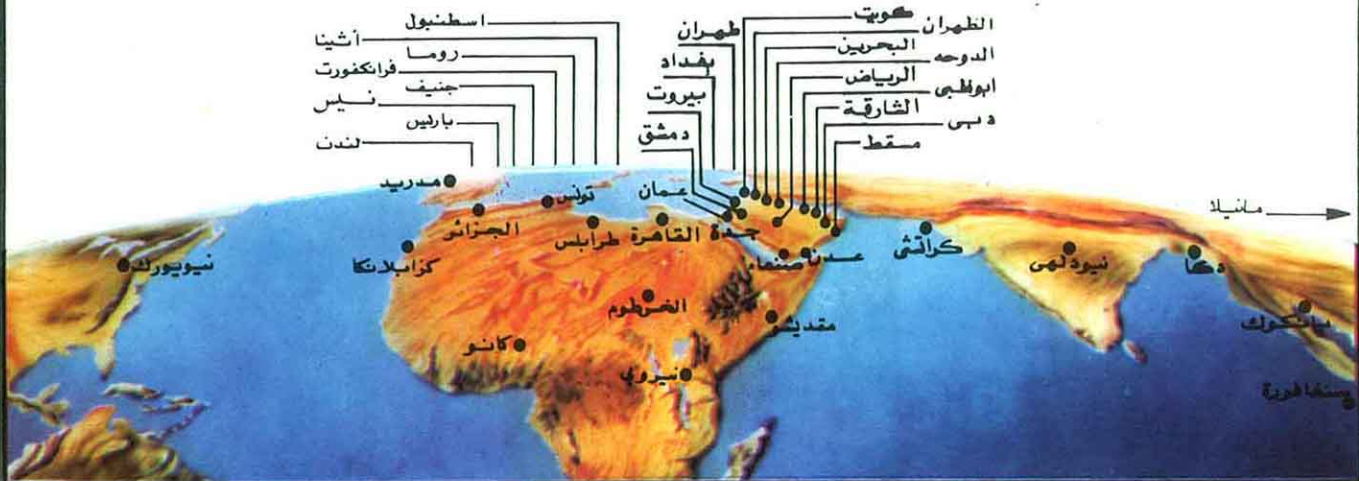 كويت
الظهران
البحرين
الدوحه
الرياض
ابوظبي
الشارقة
دبي
مسقط
طهران
بغداد
بيروت
دمشق
عمان
اسطنبول
أثينا
روما
فرانكفورت
جنيف
نيس
باريس
لندن
مدريد
تونس
الجزائر
طرابلس
القاهرة
جدة
كزابلانكا
نيويورك
صنعاء
عدن
كراتشي
نيودلهي
دكا
مانيلا
بانكوك
سنغافورة
الخرطوم
مقديشو
كانو
نيروبي